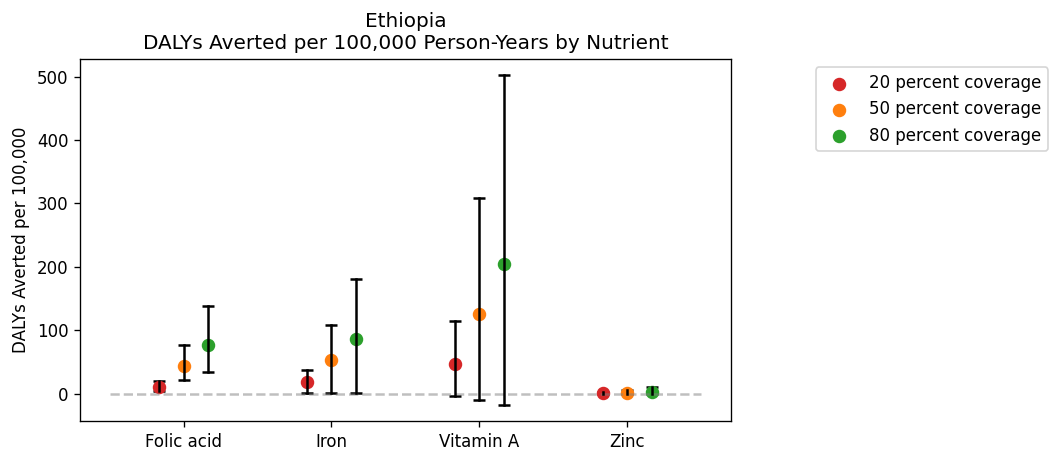 Ethiopia
DALYs Averted per 100,000 Person-Years by Nutrient
DALYs Averted per 100,000
500
400
300
200
100
0
Folic acid
Iron
Vitamin A
Zinc
20 percent coverage
50 percent coverage
80 percent coverage